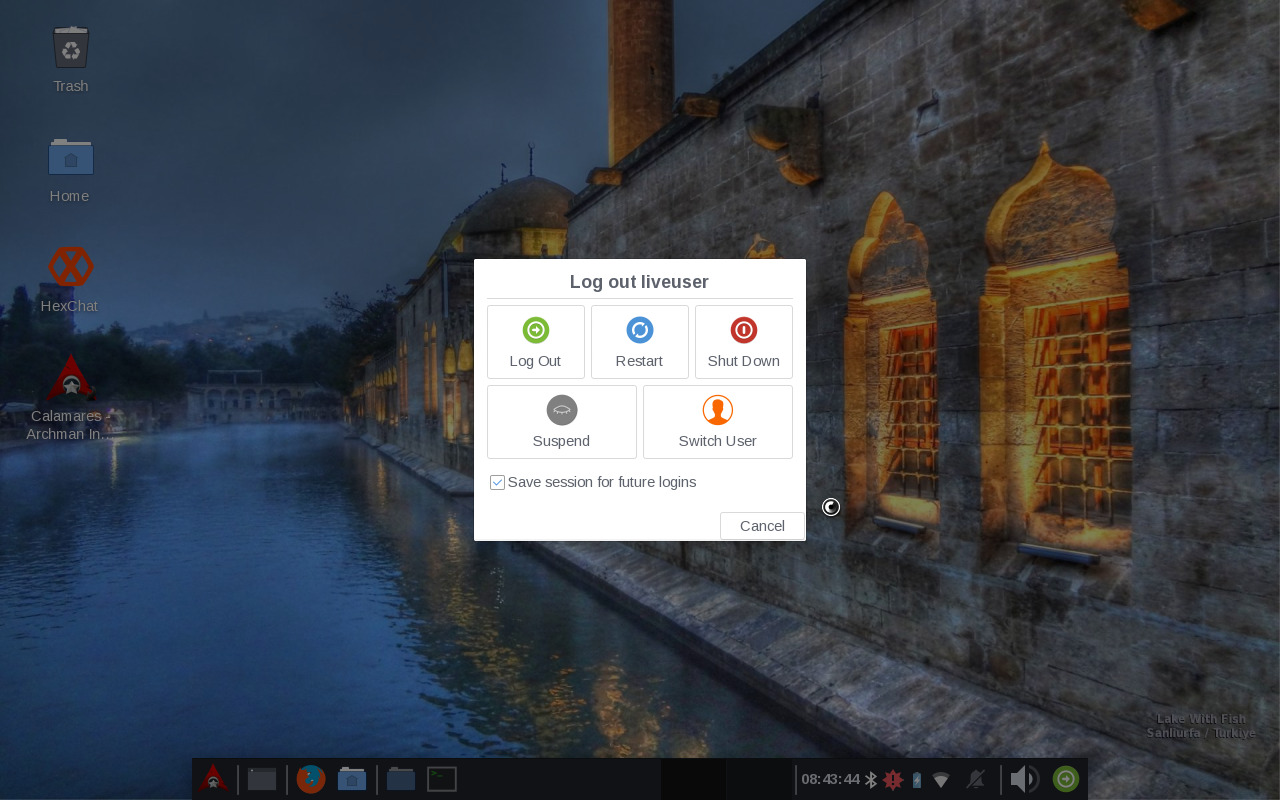 Trash
Home
HexChat
Calamares -
Archman In...
Log out liveuser
Log Out
Restart
Shut Down
Suspend
Switch User
Save session for future logins
Cancel
Lake With Fish
Sanliurfa / Turkiye
08:43:44